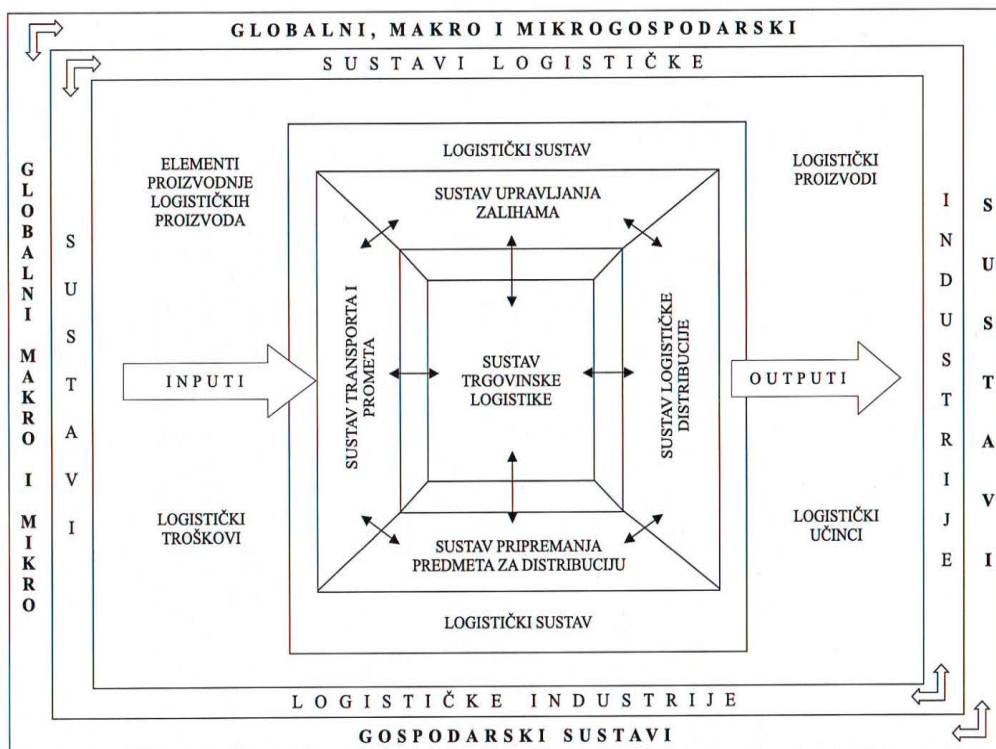 GLOBALNI, MAKRO I MIKROGOSPODARSKI
SUSTAVI LOGISTIČKE
GLOBALNI MAKRO I MIKRO
SUSTAVI
ELEMENTI
PROIZVODNJE
LOGISTIČKIH
PROIZVODA
INPUTI
LOGISTIČKI
TROŠKOVI
LOGISTIČKI SUSTAV
SUSTAV UPRAVLJANJA
ZALIHAMA
SUSTAV TRANSPORTA I
PROMETA
SUSTAV
TRGOVINSKE
LOGISTIKE
SUSTAV LOGISTIČKE
DISTRIBUCIJE
SUSTAV PRIPREMANJA
PREDMETA ZA DISTRIBUCIJU
LOGISTIČKI SUSTAV
LOGISTIČKI
PROIZVODI
OUTPUTI
LOGISTIČKI
UČINCI
INDUSTRIJE
SUSTAVI
LOGISTIČKE INDUSTRIJE
GOSPODARSKI SUSTAVI